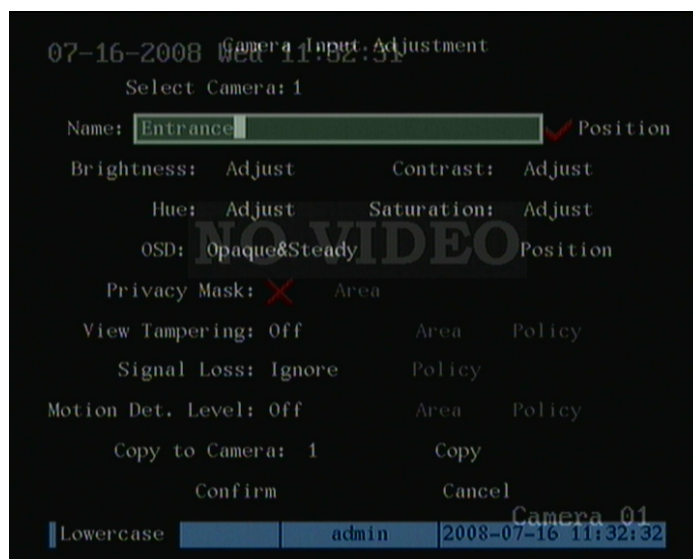 Camera Input Adjustment
07-16-2008 Wed 11:32:31
Select Camera: 1
Name: Entrance Position
Brightness: Adjust Contrast: Adjust
Hue: Adjust Saturation: Adjust
NO VIDEO
OSD: Opaque&Steady Position
Privacy Mask: Area
View Tampering: Off Area Policy
Signal Loss: Ignore Policy
Motion Det. Level: Off Area Policy
Copy to Camera: 1 Copy
Confirm Cancel
Camera 01
Lowercase admin 2008-07-16 11:32:32